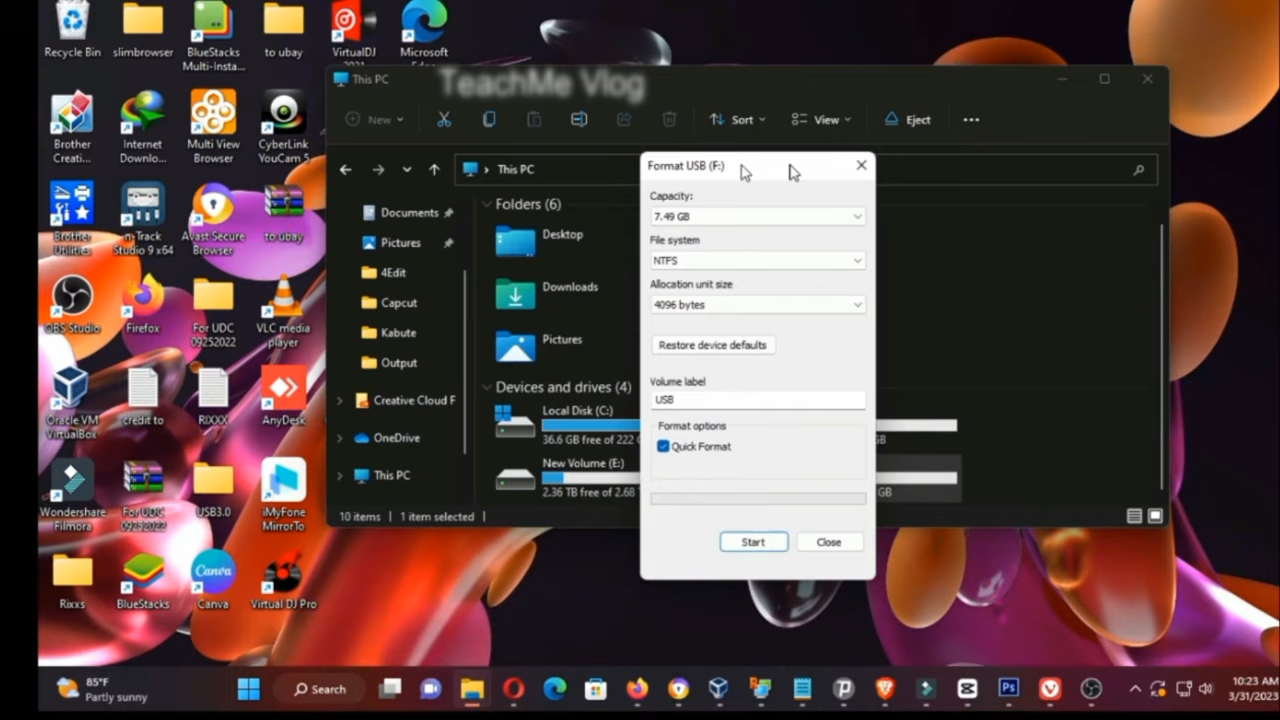 Recycle Bin
slimbrowser
BlueStacks
Multi-Insta...
to ubay
VirtualDJ
2021
Microsoft
Edge
Brother
Creati...
Internet
Downlo...
Multi View
Browser
CyberLink
YouCam 5
Brother
Utilities
n-Track
Studio 9 x64
Avast Secure
Browser
to ubay
OBS Studio
Firefox
For UDC
09252022
VLC media
player
Oracle VM
VirtualBox
credit to
RIXXX
AnyDesk
Wondershare
Filmora
For UDC
09252022
USB3.0
iMyFone
MirrorTo
Rixxs
BlueStacks
Canva
Virtual DJ Pro
This PC
TeachMe Vlog
New
Sort
View
Eject
This PC
Documents
Pictures
4Edit
Capcut
Kabute
Output
Creative Cloud F
OneDrive
This PC
Folders (6)
Desktop
Downloads
Pictures
Devices and drives (4)
Local Disk (C:)
36.6 GB free of 222
GB
New Volume (E:)
2.36 TB free of 2.68
GB
10 items
1 item selected
Format USB (F:)
Capacity:
7.49 GB
File system
NTFS
Allocation unit size
4096 bytes
Restore device defaults
Volume label
USB
Format options
Quick Format
Start
Close
85°F
Partly sunny
Search
Ps
10:23 AM
3/31/2023